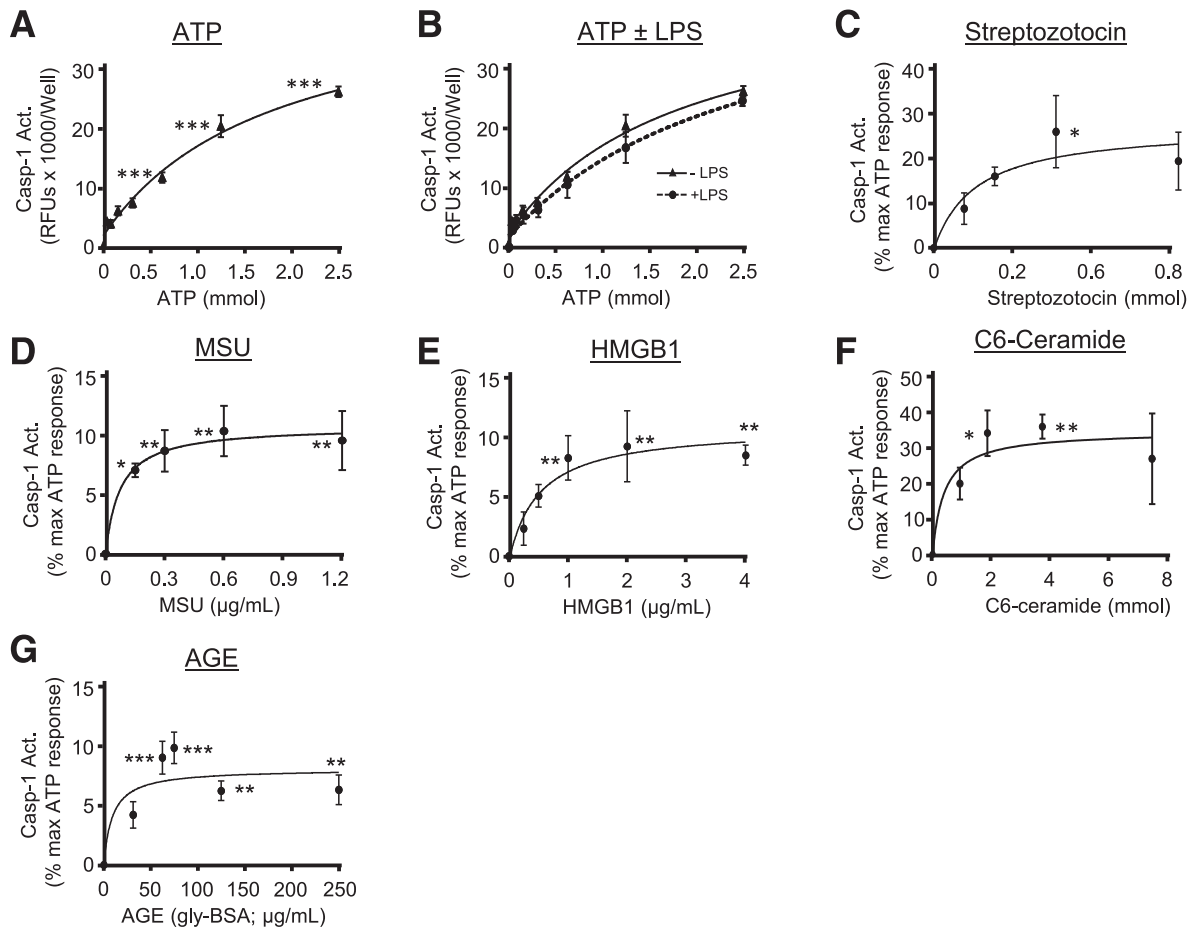 A
ATP
Casp-1 Act.
(RFUs x 1000/Well)
30
20
10
0
***
***
***
0
0.5
1.0
1.5
2.0
2.5
ATP (mmol)
B
ATP ± LPS
Casp-1 Act.
(RFUs x 1000/Well)
30
20
10
0
- LPS
+LPS
0
0.5
1.0
1.5
2.0
2.5
ATP (mmol)
C
Streptozotocin
Casp-1 Act.
(% max ATP response)
40
30
20
10
0
*
0
0.2
0.6
0.8
Streptozotocin (mmol)
D
MSU
Casp-1 Act.
(% max ATP response)
15
10
5
0
*
**
**
**
0
0.3
0.6
0.9
1.2
MSU (µg/mL)
E
HMGB1
Casp-1 Act.
(% max ATP response)
15
10
5
0
**
**
**
0
1
2
3
4
HMGB1 (µg/mL)
F
C6-Ceramide
Casp-1 Act.
(% max ATP response)
50
40
30
20
10
0
*
**
0
2
4
6
8
C6-ceramide (mmol)
G
AGE
Casp-1 Act.
(% max ATP response)
15
10
5
0
***
***
**
**
0
50
100
150
200
250
AGE (gly-BSA; µg/mL)